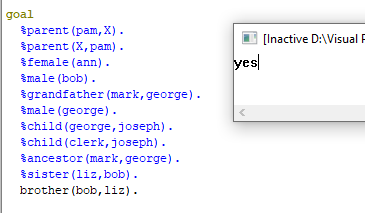 goal
%parent(pam,X).
%parent(X,pam).
%female(ann).
%male(bob).
%grandfather(mark,george).
%male(george).
%child(george,joseph).
%child(clerk,joseph).
%ancestor(mark,george).
%sister(liz,bob).
brother(bob,liz).
[Inactive D:\Visual P
yes